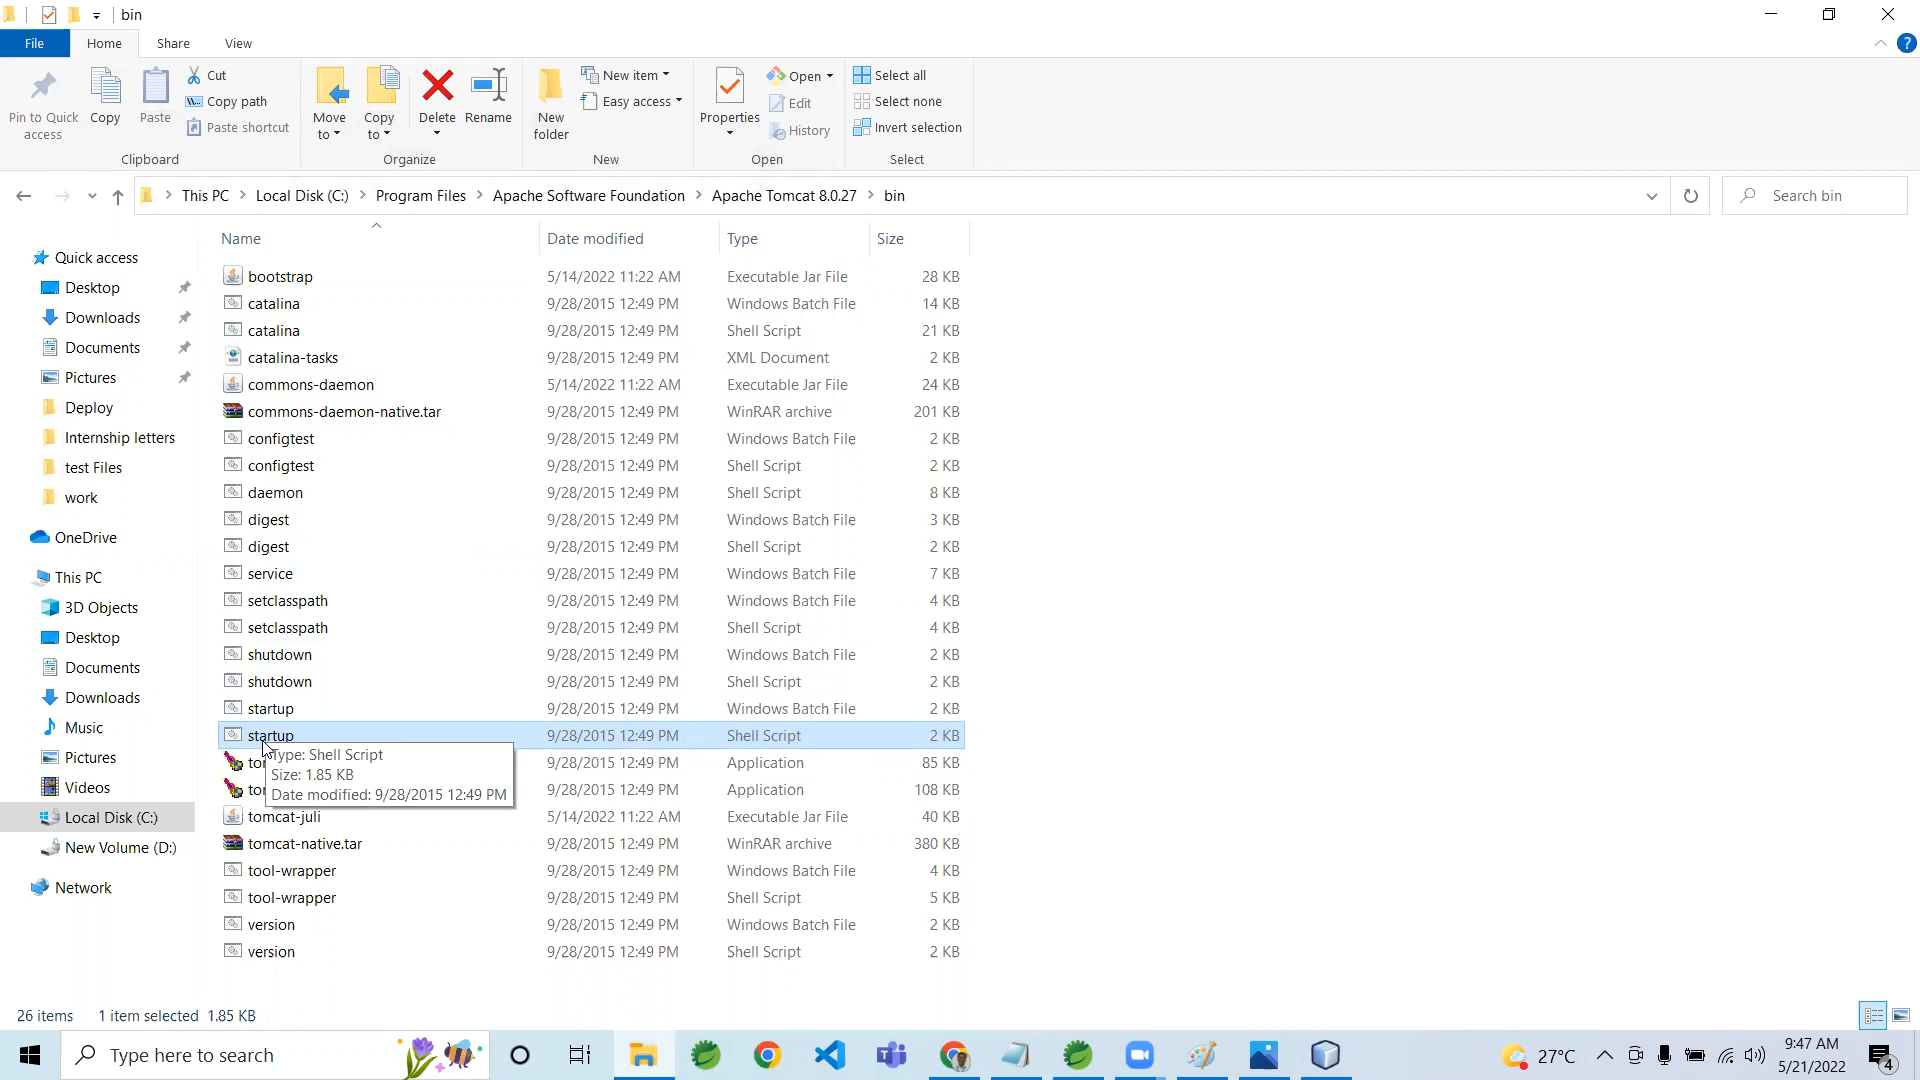 bin
File Home Share View
Pin to Quick access
Copy
Paste
Cut
Copy path
Paste shortcut
Clipboard
Move to
Copy to
Delete
Rename
Organize
New folder
New item
Easy access
New
Properties
Open
Edit
History
Open
Select all
Select none
Invert selection
Select
This PC Local Disk (C:) Program Files Apache Software Foundation Apache Tomcat 8.0.27 bin
Search bin
Quick access
Desktop
Downloads
Documents
Pictures
Deploy
Internship letters
test Files
work
OneDrive
This PC
3D Objects
Desktop
Documents
Downloads
Music
Pictures
Videos
Local Disk (C:)
New Volume (D:)
Network
Name Date modified Type Size
bootstrap 5/14/2022 11:22 AM Executable Jar File 28 KB
catalina 9/28/2015 12:49 PM Windows Batch File 14 KB
catalina 9/28/2015 12:49 PM Shell Script 21 KB
catalina-tasks 9/28/2015 12:49 PM XML Document 2 KB
commons-daemon 5/14/2022 11:22 AM Executable Jar File 24 KB
commons-daemon-native.tar 9/28/2015 12:49 PM WinRAR archive 201 KB
configtest 9/28/2015 12:49 PM Windows Batch File 2 KB
configtest 9/28/2015 12:49 PM Shell Script 2 KB
daemon 9/28/2015 12:49 PM Shell Script 8 KB
digest 9/28/2015 12:49 PM Windows Batch File 3 KB
digest 9/28/2015 12:49 PM Shell Script 2 KB
service 9/28/2015 12:49 PM Windows Batch File 7 KB
setclasspath 9/28/2015 12:49 PM Windows Batch File 4 KB
setclasspath 9/28/2015 12:49 PM Shell Script 4 KB
shutdown 9/28/2015 12:49 PM Windows Batch File 2 KB
shutdown 9/28/2015 12:49 PM Shell Script 2 KB
startup 9/28/2015 12:49 PM Windows Batch File 2 KB
startup 9/28/2015 12:49 PM Shell Script 2 KB
9/28/2015 12:49 PM Application 85 KB
9/28/2015 12:49 PM Application 108 KB
Type: Shell Script
Size: 1.85 KB
Date modified: 9/28/2015 12:49 PM
tomcat-juli 5/14/2022 11:22 AM Executable Jar File 40 KB
tomcat-native.tar 9/28/2015 12:49 PM WinRAR archive 380 KB
tool-wrapper 9/28/2015 12:49 PM Windows Batch File 4 KB
tool-wrapper 9/28/2015 12:49 PM Shell Script 5 KB
version 9/28/2015 12:49 PM Windows Batch File 2 KB
version 9/28/2015 12:49 PM Shell Script 2 KB
26 items 1 item selected 1.85 KB
Type here to search
27°C
9:47 AM
5/21/2022
4